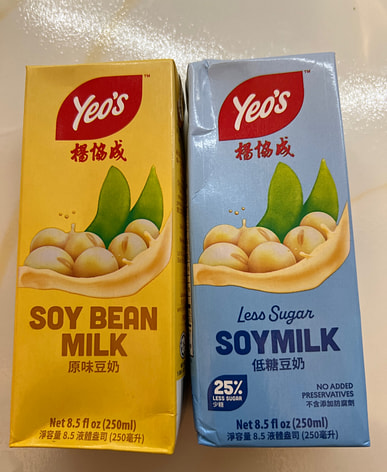 Yeo's™
楊協成
SOY BEAN
MILK
原味豆奶
Net 8.5 fl oz (250ml)
淨容量 8.5 液體盎司 (250毫升)
Yeo's™
楊協成
Less Sugar
SOYMILK
低糖豆奶
25%
LESS SUGAR
少糖
NO ADDED
PRESERVATIVES
不含添加防腐劑
Net 8.5 fl oz (250ml)
淨容量 8.5 液體盎司 (250毫升)